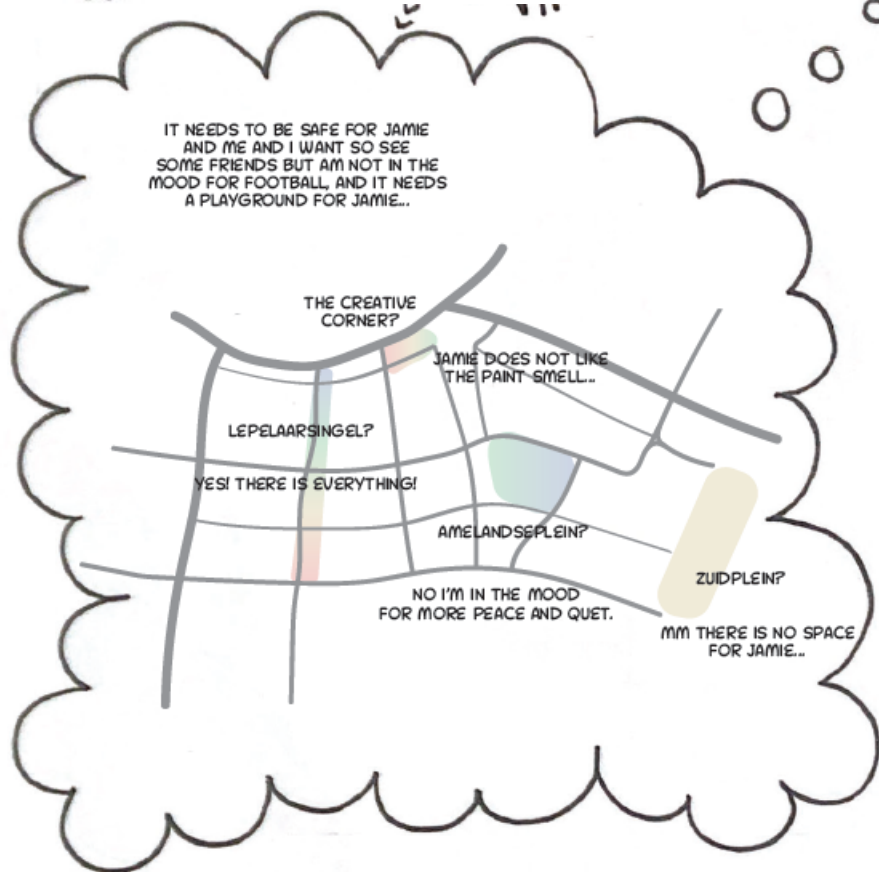 IT NEEDS TO BE SAFE FOR JAMIE
AND ME AND I WANT SO SEE
SOME FRIENDS BUT AM NOT IN THE
MOOD FOR FOOTBALL, AND IT NEEDS
A PLAYGROUND FOR JAMIE...
THE CREATIVE
CORNER?
JAMIE DOES NOT LIKE
THE PAINT SMELL...
LEPELAARSINGEL?
YES! THERE IS EVERYTHING!
AMELANDSEPLEIN?
NO I'M IN THE MOOD
FOR MORE PEACE AND QUET.
ZUIDPLEIN?
MM THERE IS NO SPACE
FOR JAMIE...